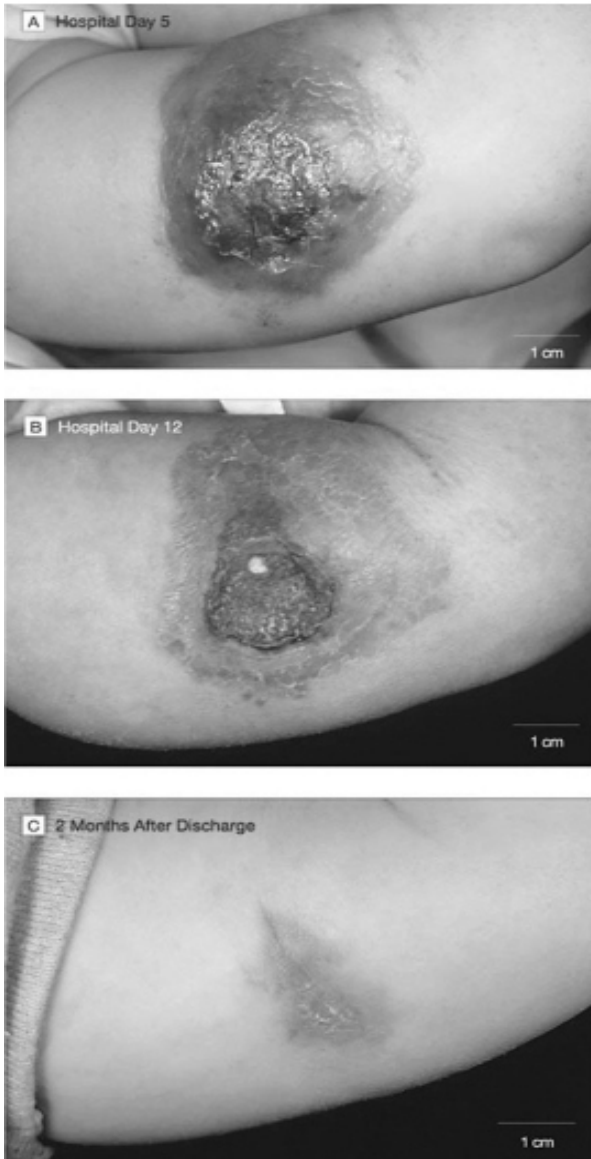 A Hospital Day 5
1 cm
B Hospital Day 12
1 cm
C 2 Months After Discharge
1 cm